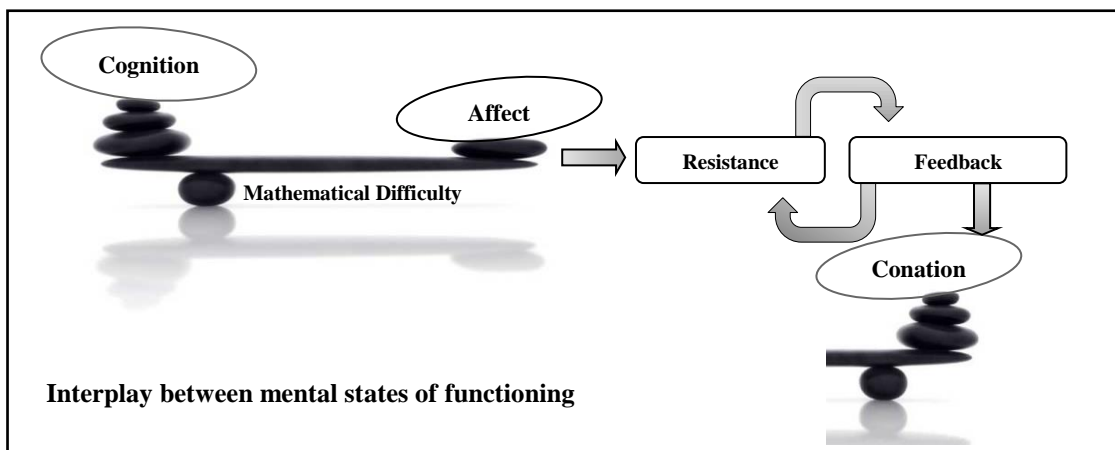 Cognition
Affect
Mathematical Difficulty
Resistance
Feedback
Conation
Interplay between mental states of functioning